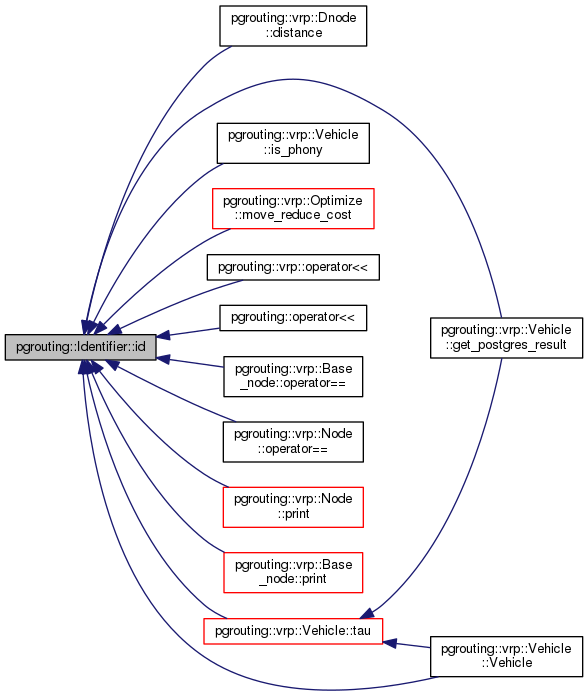 pgrouting::vrp::Dnode
::distance
pgrouting::vrp::Vehicle
::is_phony
pgrouting::vrp::Optimize
::move_reduce_cost
pgrouting::vrp::operator<<
pgrouting::operator<<
pgrouting::Identifier::id
pgrouting::vrp::Vehicle
::get_postgres_result
pgrouting::vrp::Base
_node::operator==
pgrouting::vrp::Node
::operator==
pgrouting::vrp::Node
::print
pgrouting::vrp::Base
_node::print
pgrouting::vrp::Vehicle::tau
pgrouting::vrp::Vehicle
::Vehicle